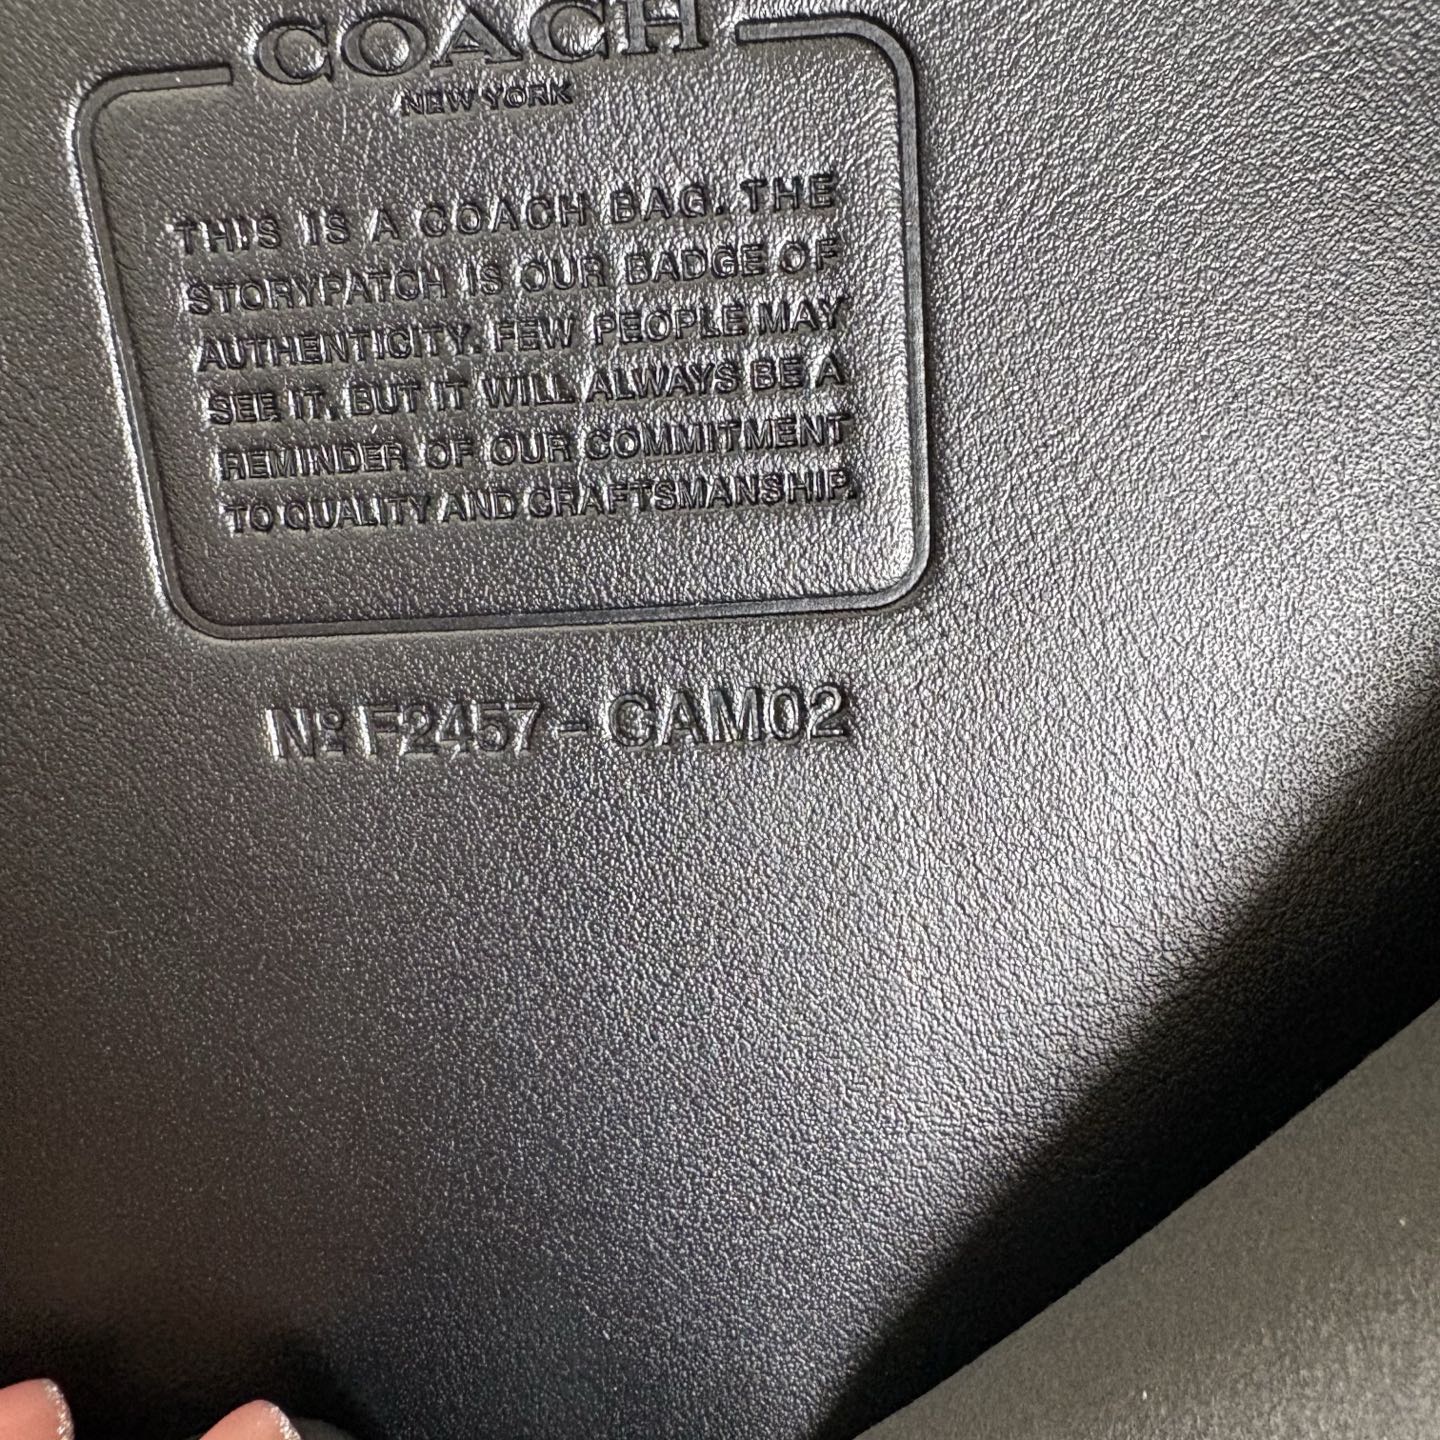 COACH
NEW YORK
THIS IS A COACH BAG. THE
STORYPATCH IS OUR BADGE OF
AUTHENTICITY. FEW PEOPLE MAY
SEE IT. BUT IT WILL ALWAYS BE A
REMINDER OF OUR COMMITMENT
TO QUALITY AND CRAFTSMANSHIP.
Nº F2457-CAM02